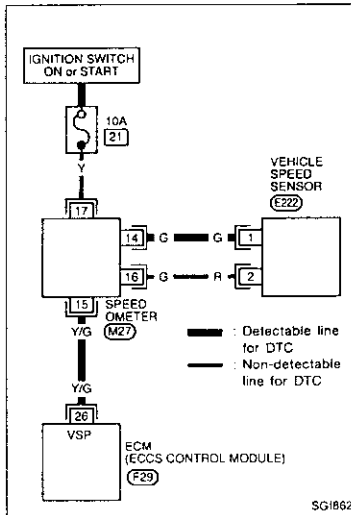 IGNITION SWITCH
ON or START
10A
21
Y
17
VEHICLE
SPEED
SENSOR
E222
14 G G 1
16 G R 2
15 SPEED
OMETER
M27
Y/G
: Detectable line
for DTC
: Non-detectable
line for DTC
Y/G
26
VSP
ECM
(ECCS CONTROL MODULE)
F29
SGI862